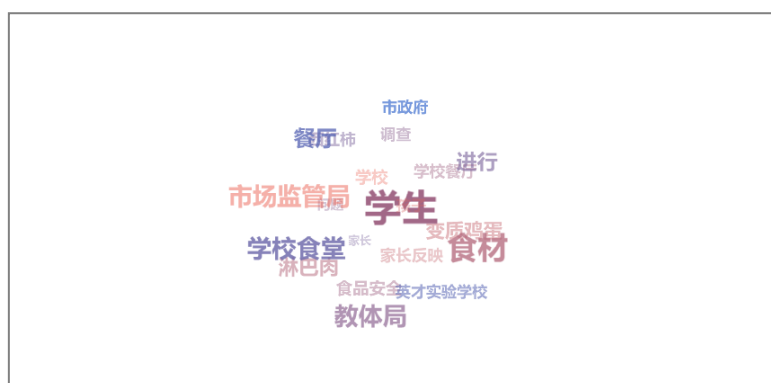 市政府
餐厅
调查
进行
学校餐厅
学校
市场监管局
问题
学生
变质鸡蛋
学校食堂
家长
食材
家长反映
淋巴肉
食品安全
英才实验学校
教体局